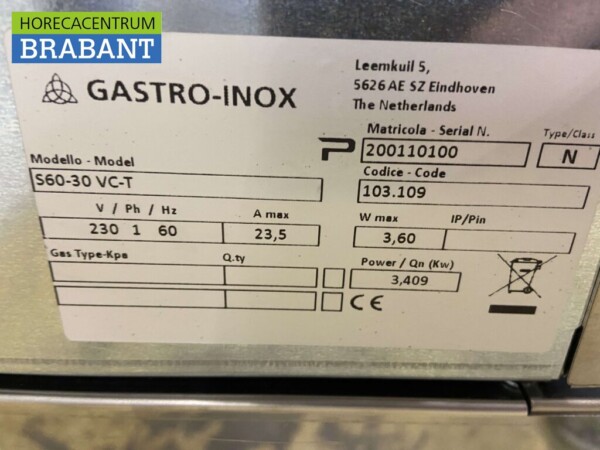 HORECACENTRUM
BRABANT
GASTRO-INOX
Leemkuil 5,
5626 AE SZ Eindhoven
The Netherlands
Matricola - Serial N.
Type/Class
200110100
N
Modello - Model
S60-30 VC-T
Codice - Code
103.109
V / Ph / Hz
A max
W max
IP/Pin
230 1 60
23,5
3,60
Gas Type-Kpa
Q.ty
Power / Qn (Kw)
3,409
CE